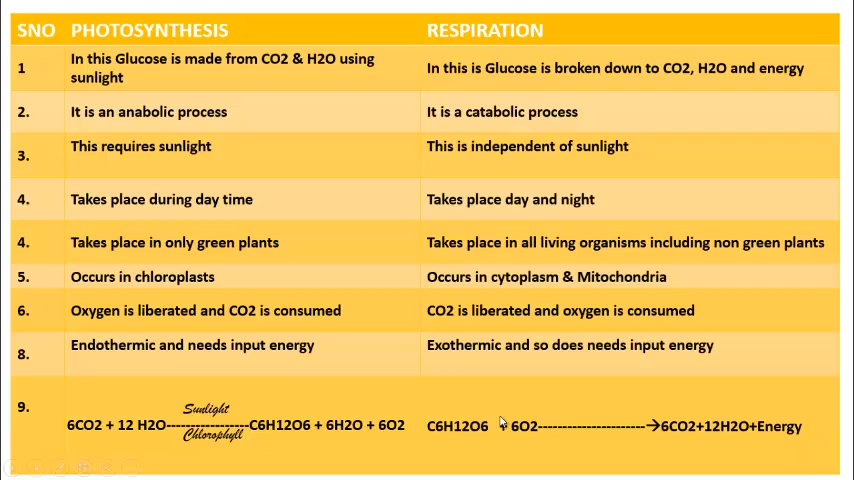 SNO PHOTOSYNTHESIS RESPIRATION
1 In this Glucose is made from CO2 & H2O using
sunlight
In this is Glucose is broken down to CO2, H2O and energy
2. It is an anabolic process It is a catabolic process
3. This requires sunlight This is independent of sunlight
4. Takes place during day time Takes place day and night
4. Takes place in only green plants Takes place in all living organisms including non green plants
5. Occurs in chloroplasts Occurs in cytoplasm & Mitochondria
6. Oxygen is liberated and CO2 is consumed CO2 is liberated and oxygen is consumed
8. Endothermic and needs input energy Exothermic and so does needs input energy
9. Sunlight
6CO2 + 12 H2O-----------------C6H12O6 + 6H2O + 6O2
Chlorophyll
C6H12O6 + 6O2----------------------→6CO2+12H2O+Energy